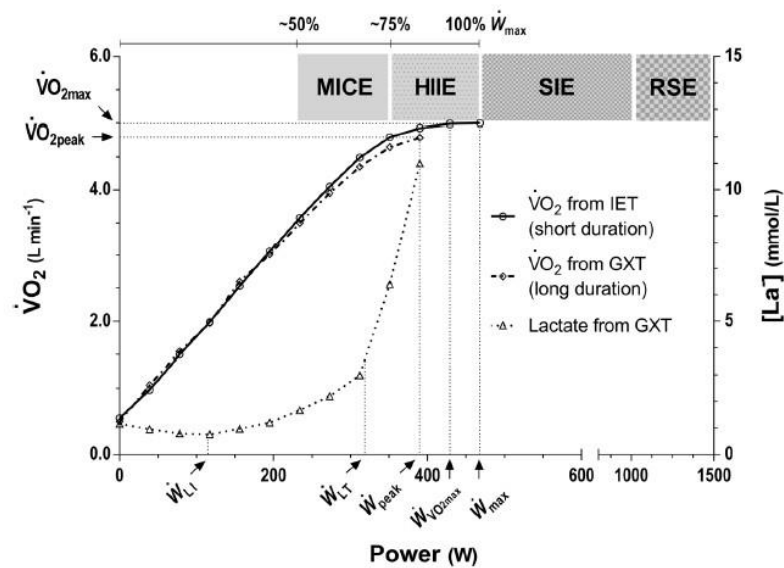 ~50% ~75% 100% Ẇmax
6.0 15
MICE HIIE SIE RSE
V̇O2max
V̇O2peak
4.0 10
V̇O2 from IET
(short duration)
V̇O2 from GXT
(long duration)
Lactate from GXT
V̇O2 (L min-1)
[La-] (mmol/L)
2.0 5
0.0 0
0 200 400 600 1000 1500
ẆLI ẆLT Ẇpeak ẆVO2max Ẇmax
Power (W)